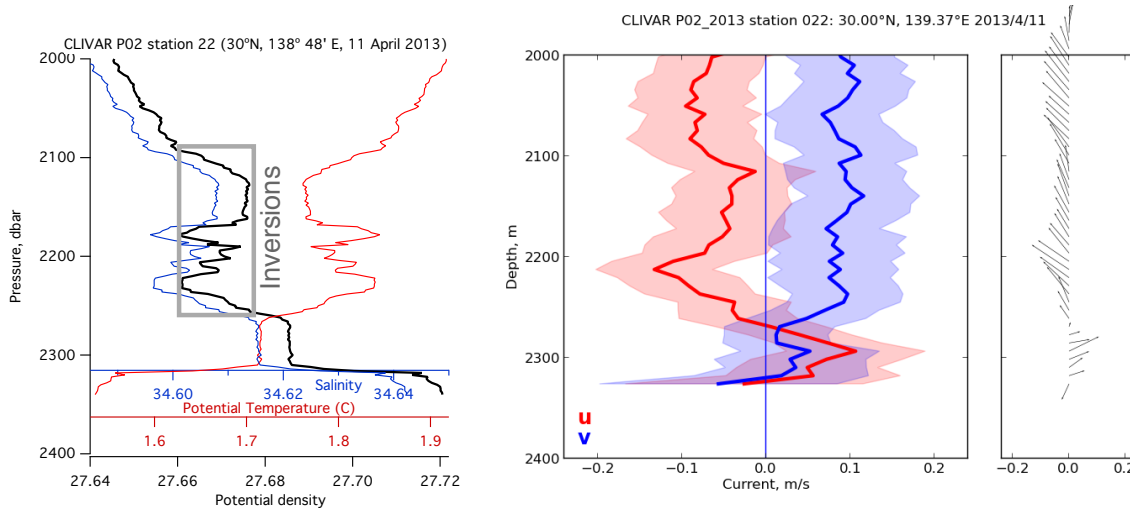 CLIVAR P02 station 22 (30°N, 138° 48' E, 11 April 2013)
2000
2100
2200
2300
2400
Pressure, dbar
Inversions
34.60
34.62
34.64
Salinity
Potential Temperature (C)
1.6
1.7
1.8
1.9
27.64
27.66
27.68
27.70
27.72
Potential density
CLIVAR P02_2013 station 022: 30.00°N, 139.37°E 2013/4/11
2000
2100
2200
2300
2400
Depth, m
u
v
−0.2
−0.1
0.0
0.1
0.2
Current, m/s
−0.2
0.0